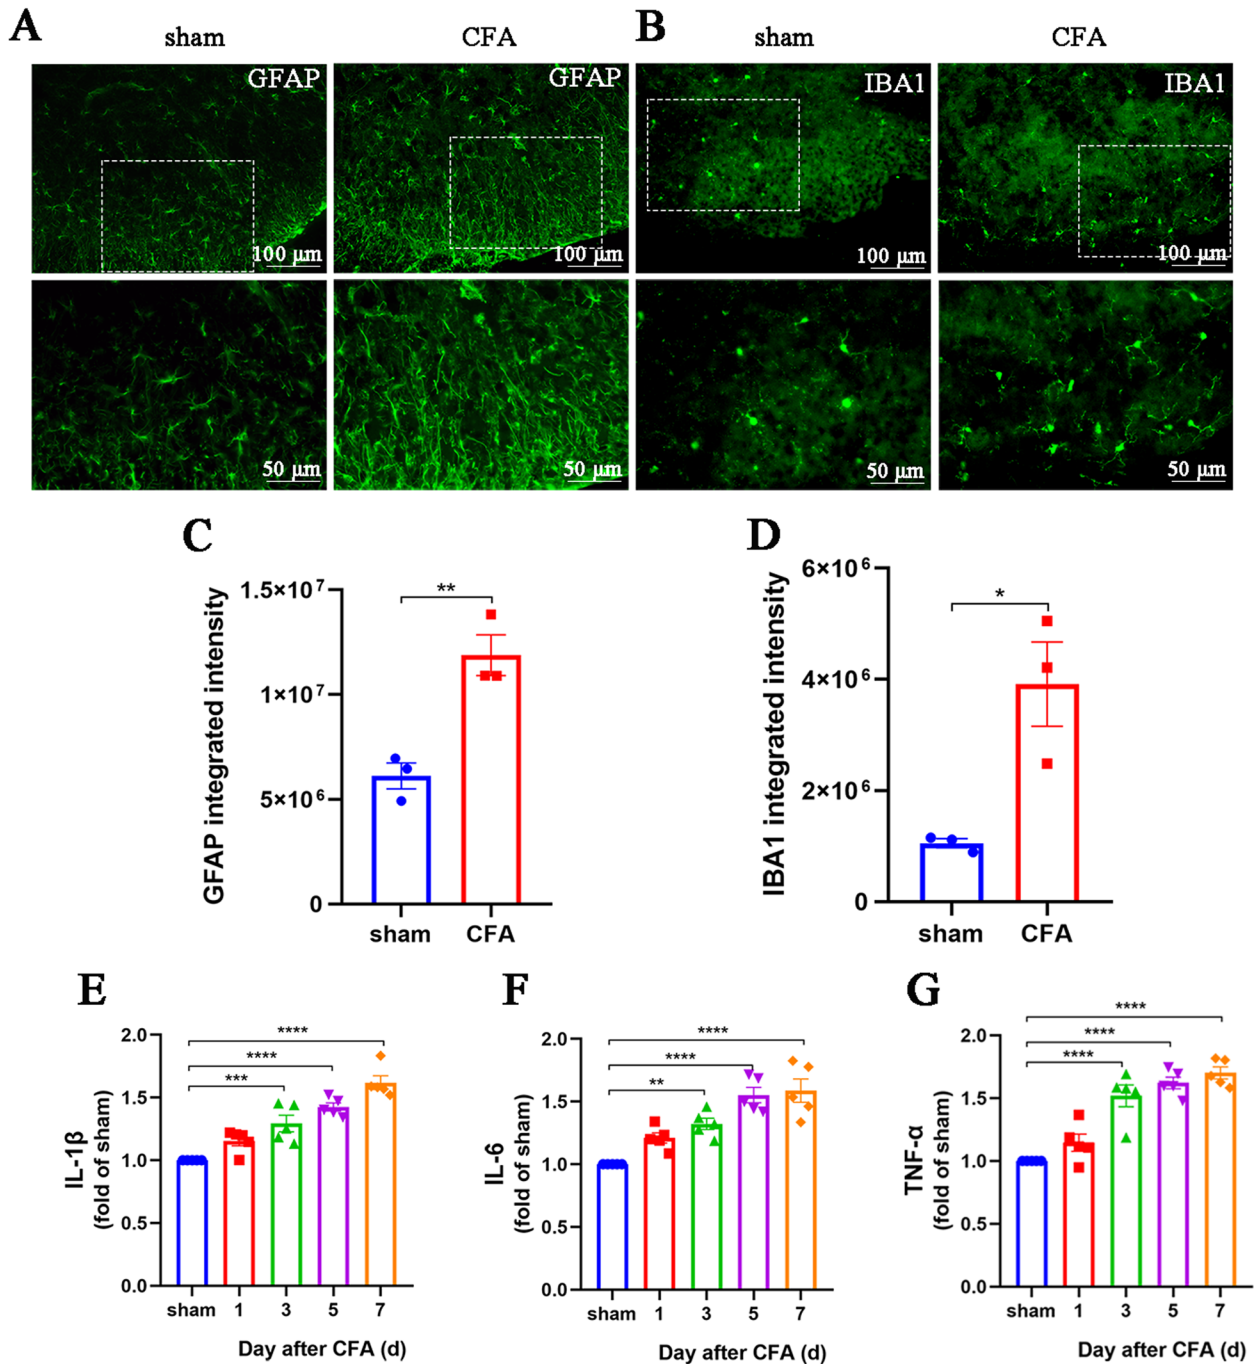 A
sham
CFA
B
sham
CFA
GFAP
GFAP
IBA1
IBA1
100 μm
100 μm
100 μm
100 μm
50 μm
50 μm
50 μm
50 μm
C
GFAP integrated intensity
1.5×10⁷
1×10⁷
5×10⁶
0
**
sham
CFA
D
IBA1 integrated intensity
6×10⁶
4×10⁶
2×10⁶
0
*
sham
CFA
E
IL-1β
(fold of sham)
2.0
1.5
1.0
0.5
0.0
****
****
***
sham
1
3
5
7
Day after CFA (d)
F
IL-6
(fold of sham)
2.0
1.5
1.0
0.5
0.0
****
****
**
sham
1
3
5
7
Day after CFA (d)
G
TNF-α
(fold of sham)
2.0
1.5
1.0
0.5
0.0
****
****
****
sham
1
3
5
7
Day after CFA (d)